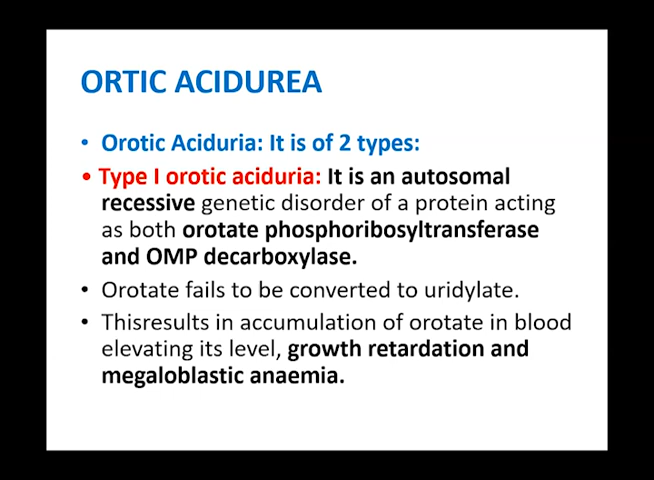 ORTIC ACIDUREA
• Orotic Aciduria: It is of 2 types:
• Type I orotic aciduria: It is an autosomal
recessive genetic disorder of a protein acting
as both orotate phosphoribosyltransferase
and OMP decarboxylase.
• Orotate fails to be converted to uridylate.
• Thisresults in accumulation of orotate in blood
elevating its level, growth retardation and
megaloblastic anaemia.